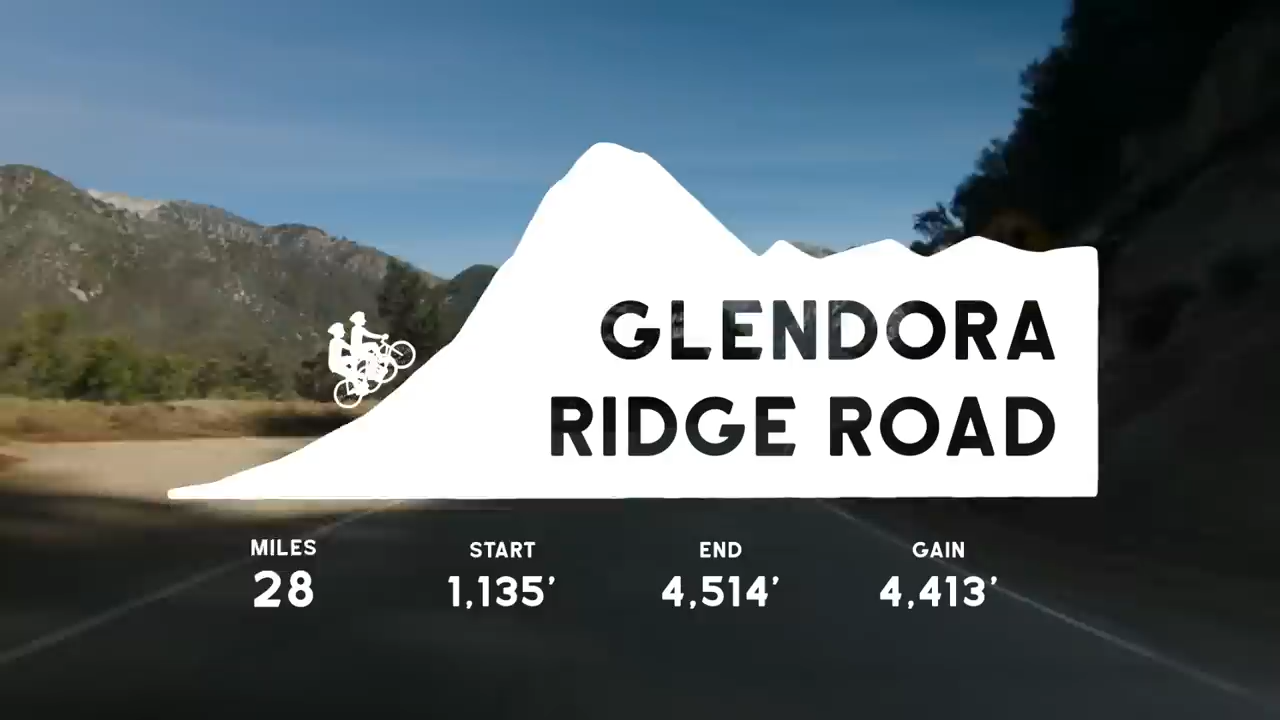 GLENDORA
RIDGE ROAD
MILES START END GAIN
28 1,135' 4,514' 4,413'